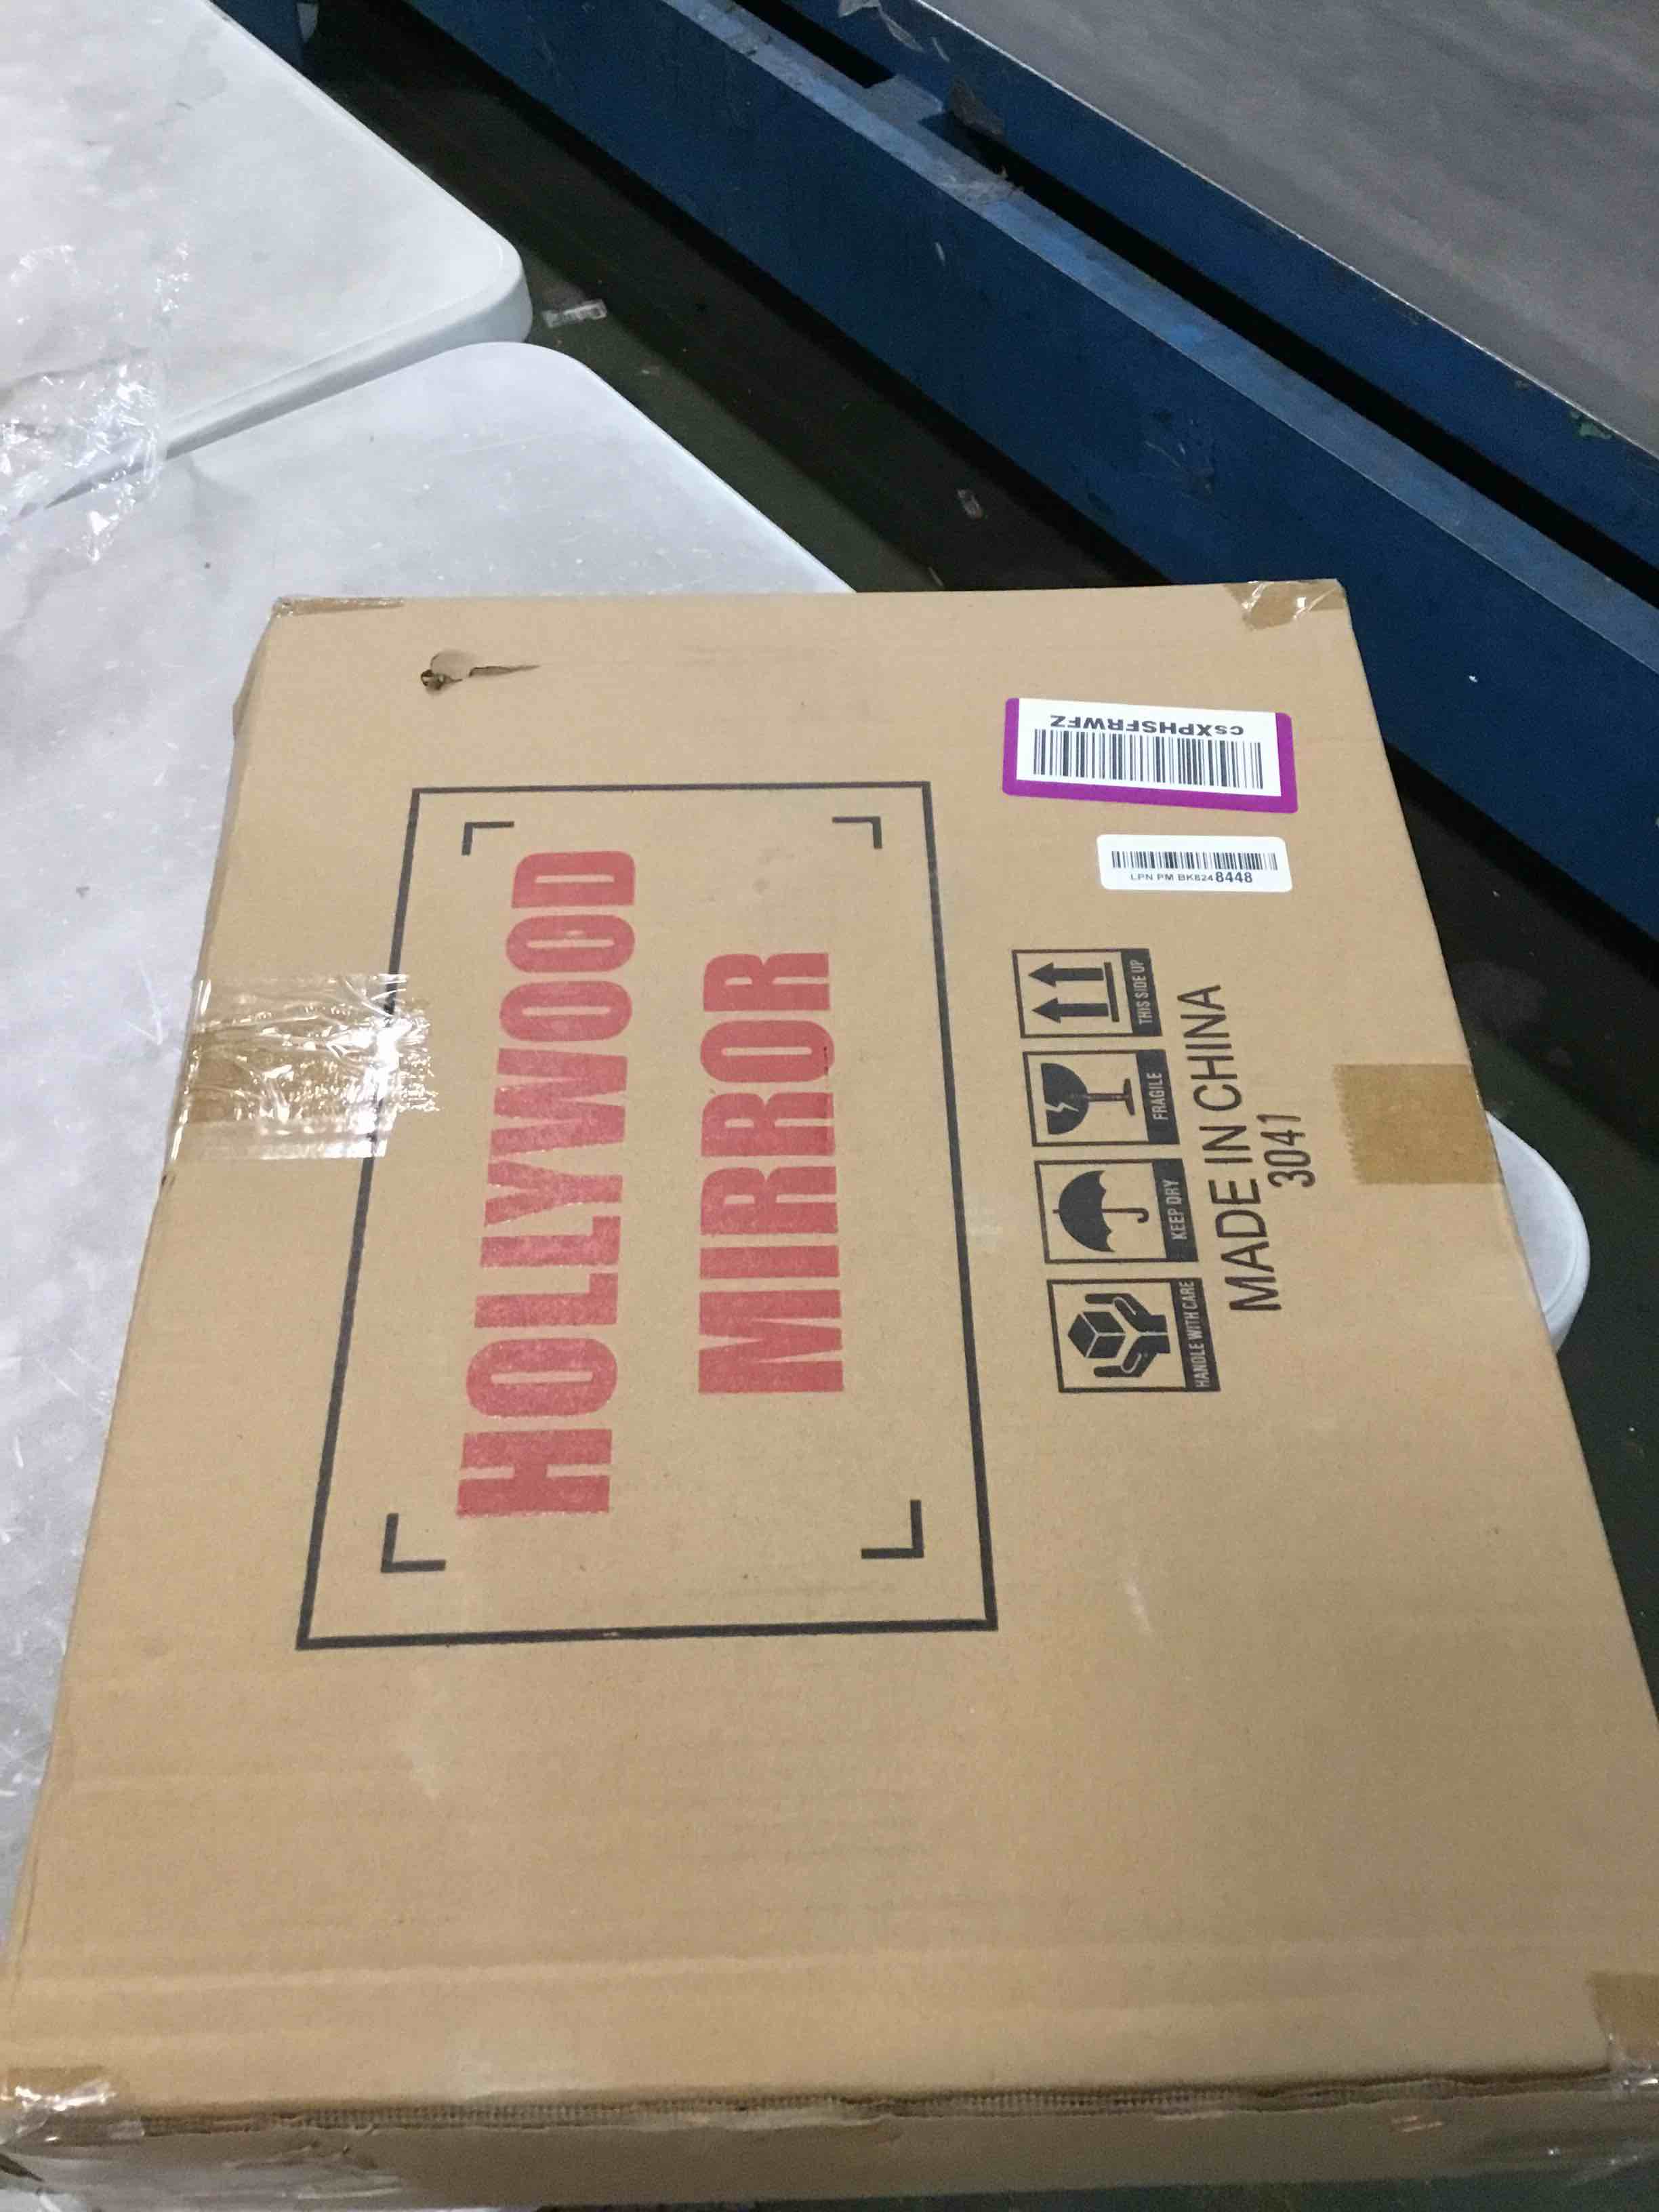 HOLLYWOOD
MIRROR
csXPHSFRWFZ
LPN PM BK8248448
HANDLE WITH CARE
KEEP DRY
FRAGILE
THIS SIDE UP
MADE IN CHINA
3041